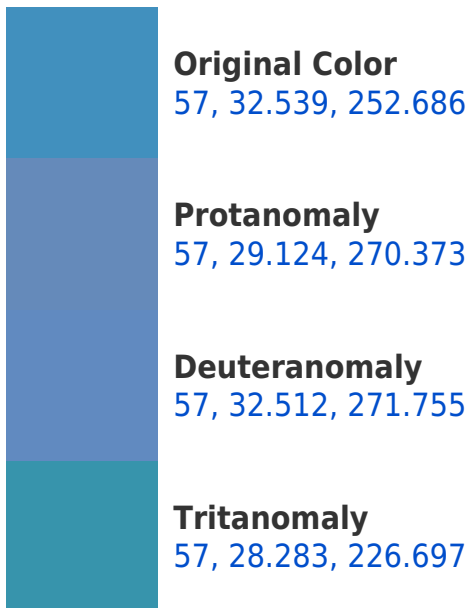 Original Color
57, 32.539, 252.686
Protanomaly
57, 29.124, 270.373
Deuteranomaly
57, 32.512, 271.755
Tritanomaly
57, 28.283, 226.697